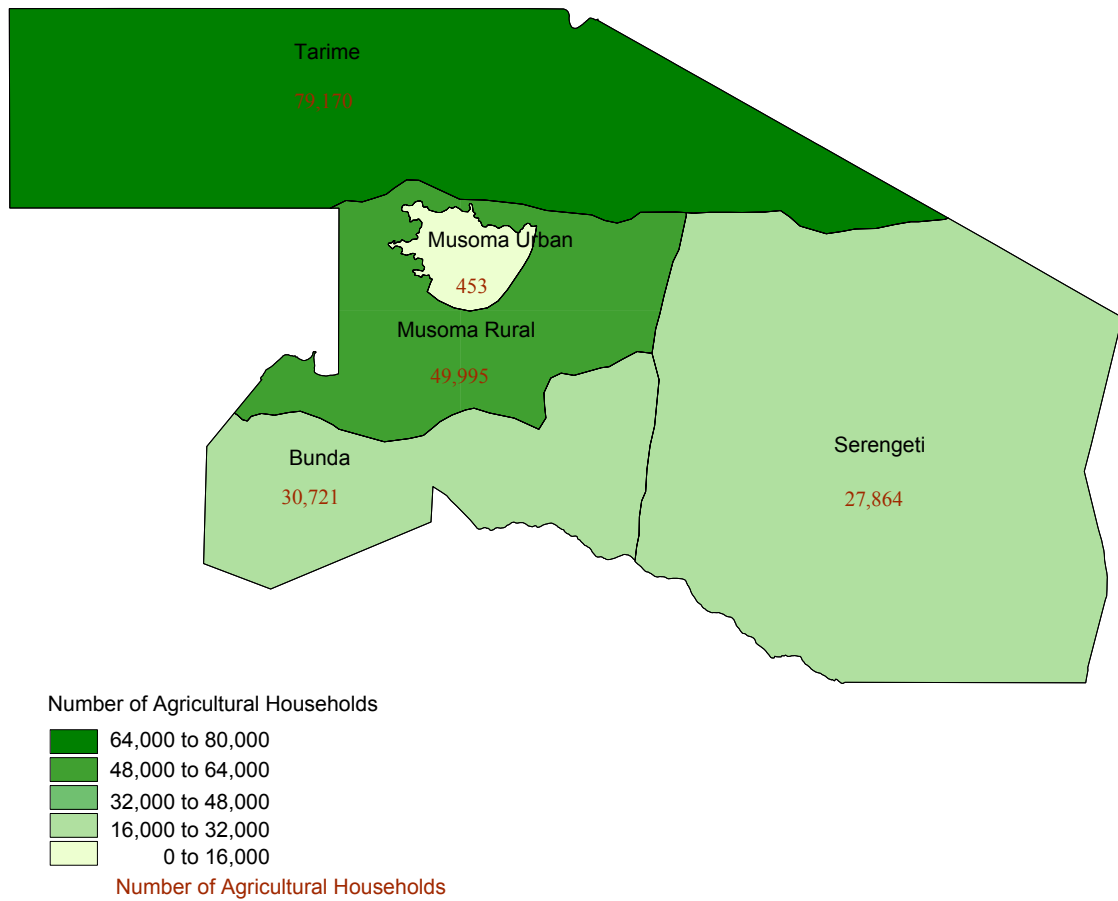 Tarime
79,170
Musoma Urban
453
Musoma Rural
49,995
Bunda
30,721
Serengeti
27,864
Number of Agricultural Households
64,000 to 80,000
48,000 to 64,000
32,000 to 48,000
16,000 to 32,000
0 to 16,000
Number of Agricultural Households